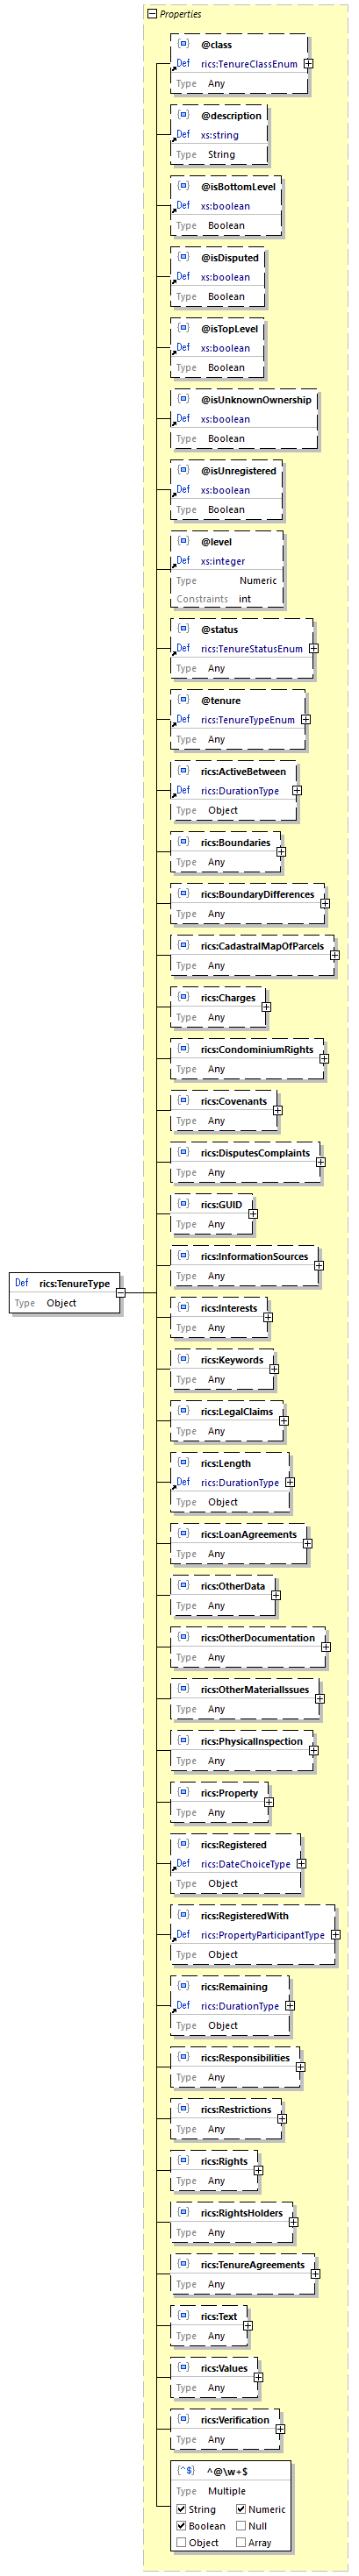 Properties
@class
Def rics:TenureClassEnum
Type Any
@description
Def xs:string
Type String
@isBottomLevel
Def xs:boolean
Type Boolean
@isDisputed
Def xs:boolean
Type Boolean
@isTopLevel
Def xs:boolean
Type Boolean
@isUnknownOwnership
Def xs:boolean
Type Boolean
@isUnregistered
Def xs:boolean
Type Boolean
@level
Def xs:integer
Type Numeric
Constraints int
@status
Def rics:TenureStatusEnum
Type Any
@tenure
Def rics:TenureTypeEnum
Type Any
rics:ActiveBetween
Def rics:DurationType
Type Object
rics:Boundaries
Type Any
rics:BoundaryDifferences
Type Any
rics:CadastralMapOfParcels
Type Any
rics:Charges
Type Any
rics:CondominiumRights
Type Any
rics:Covenants
Type Any
rics:DisputesComplaints
Type Any
rics:GUID
Type Any
rics:InformationSources
Type Any
Def rics:TenureType
Type Object
rics:Interests
Type Any
rics:Keywords
Type Any
rics:LegalClaims
Type Any
rics:Length
Def rics:DurationType
Type Object
rics:LoanAgreements
Type Any
rics:OtherData
Type Any
rics:OtherDocumentation
Type Any
rics:OtherMaterialIssues
Type Any
rics:PhysicalInspection
Type Any
rics:Property
Type Any
rics:Registered
Def rics:DateChoiceType
Type Object
rics:RegisteredWith
Def rics:PropertyParticipantType
Type Object
rics:Remaining
Def rics:DurationType
Type Object
rics:Responsibilities
Type Any
rics:Restrictions
Type Any
rics:Rights
Type Any
rics:RightsHolders
Type Any
rics:TenureAgreements
Type Any
rics:Text
Type Any
rics:Values
Type Any
rics:Verification
Type Any
{^$} ^@\w+$
Type Multiple
String Numeric
Boolean Null
Object Array